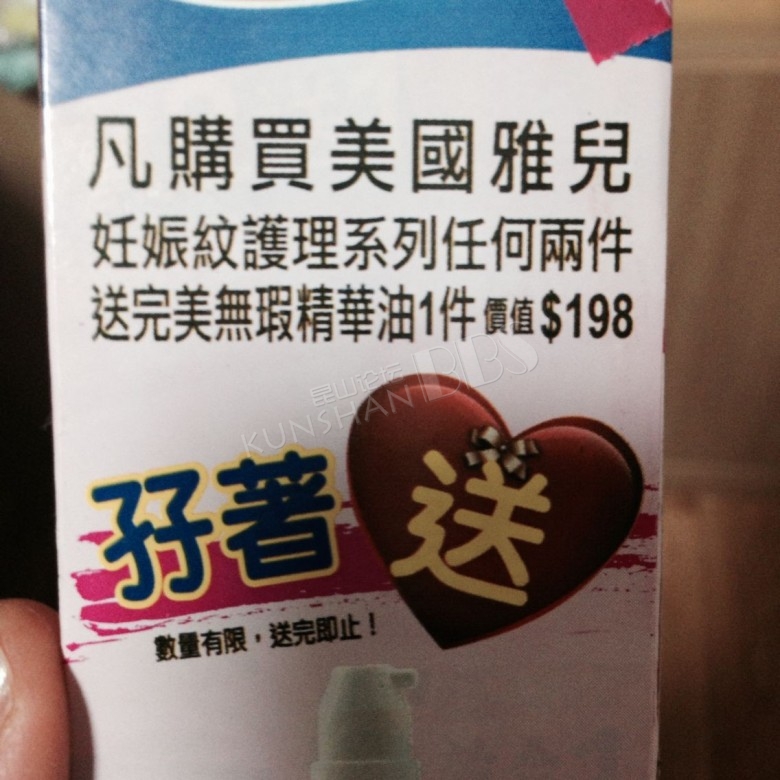 凡購買美國雅兒
妊娠紋護理系列任何兩件
送完美無瑕精華油1件 價值 $198
昆山论坛 BBS
KUNSHAN
孖著
送
數量有限，送完即止！